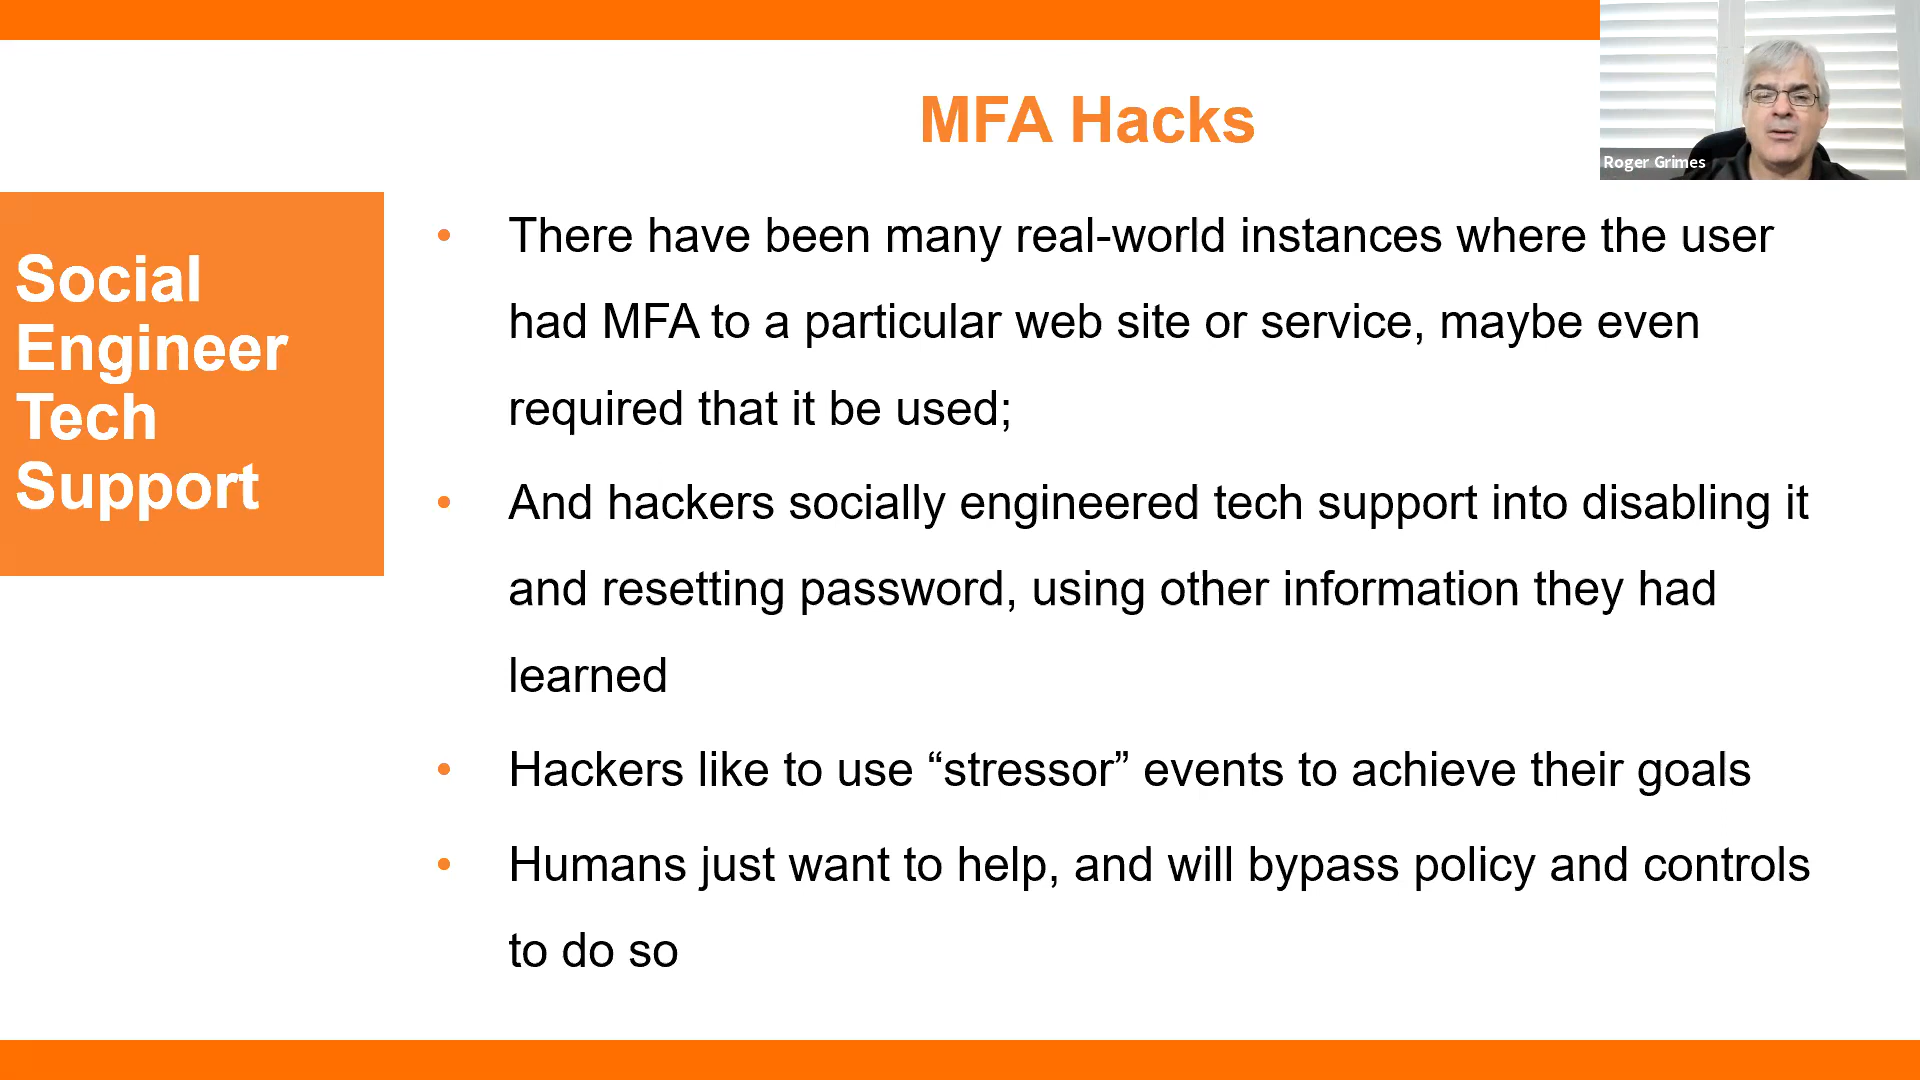 MFA Hacks
Roger Grimes
Social
Engineer
Tech
Support
• There have been many real-world instances where the user
had MFA to a particular web site or service, maybe even
required that it be used;
• And hackers socially engineered tech support into disabling it
and resetting password, using other information they had
learned
• Hackers like to use “stressor” events to achieve their goals
• Humans just want to help, and will bypass policy and controls
to do so